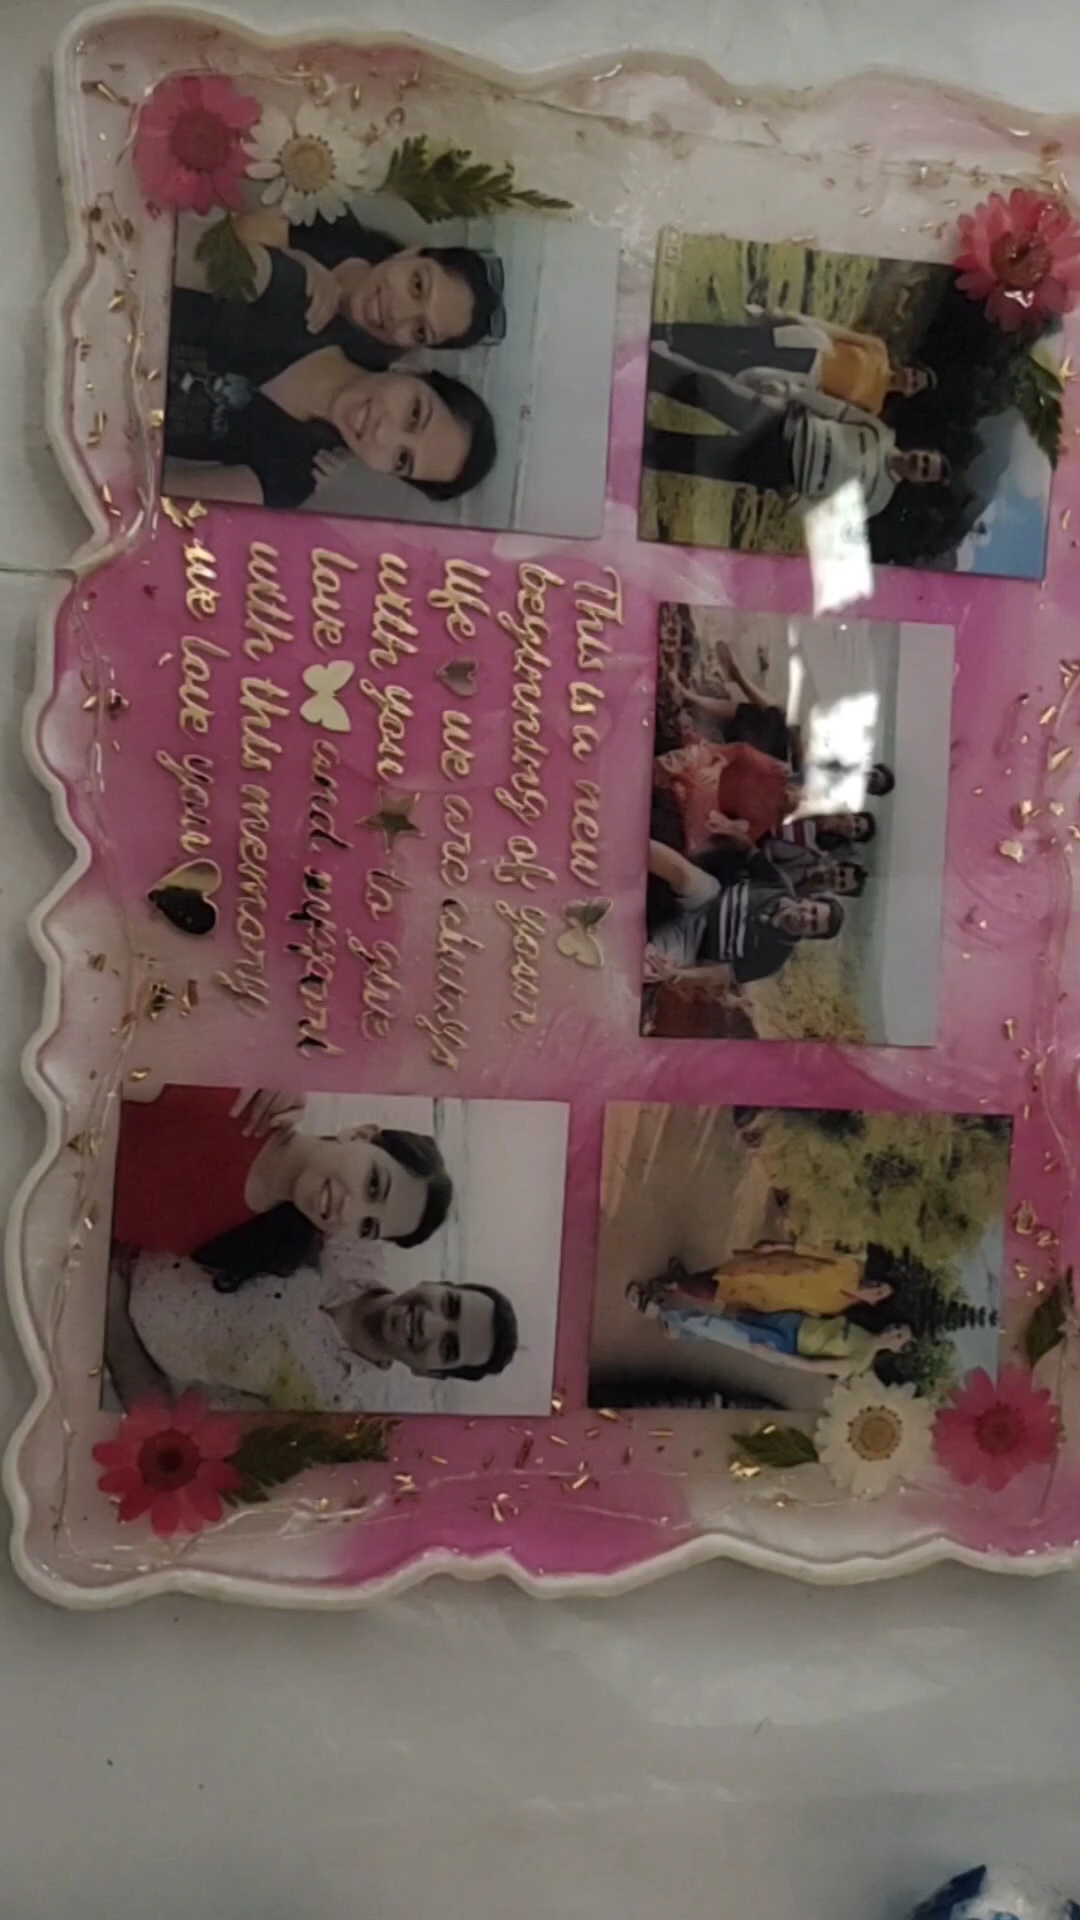 This is a new
beginning of your
life we are always
with you to give
love and support
with this memory
we love you